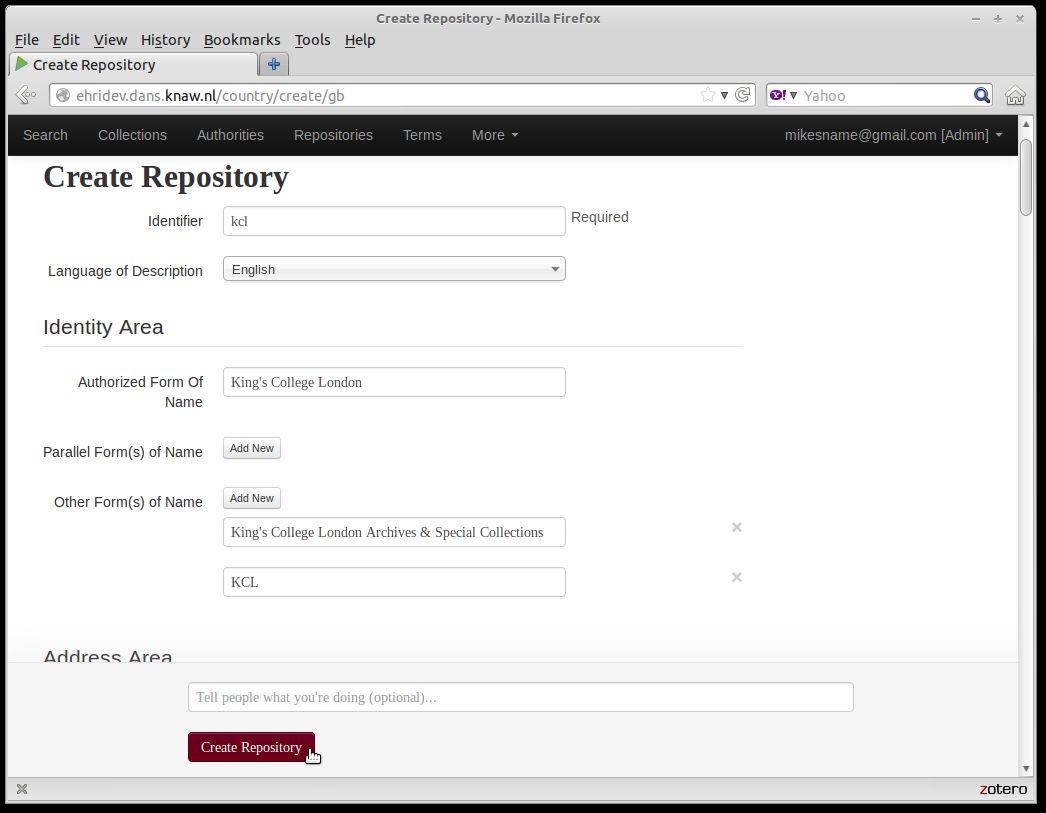 Create Repository - Mozilla Firefox
File Edit View History Bookmarks Tools Help
Create Repository
ehridev.dans.knaw.nl/country/create/gb
Y! Yahoo
Search Collections Authorities Repositories Terms More mikesname@gmail.com [Admin]
Create Repository
Identifier kcl Required
Language of Description English
Identity Area
Authorized Form Of
Name
King's College London
Parallel Form(s) of Name Add New
Other Form(s) of Name Add New
King's College London Archives & Special Collections
KCL
Address Area
Tell people what you're doing (optional)...
Create Repository
zotero